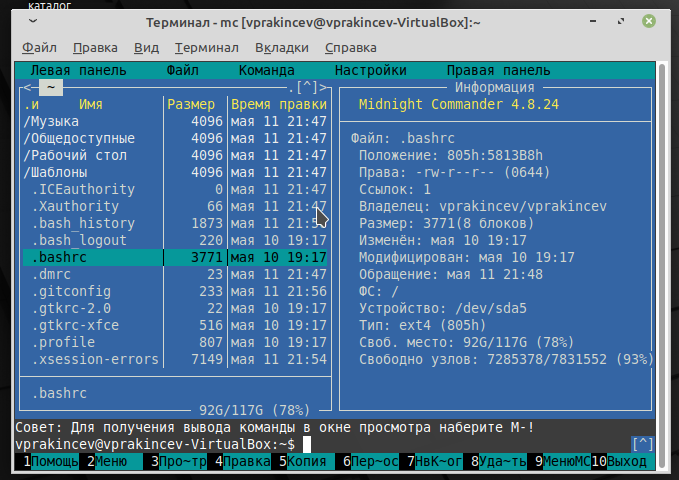 каталог
Терминал - mc [vprakincev@vprakincev-VirtualBox]:~
Файл Правка Вид Терминал Вкладки Справка
Левая панель Файл Команда Настройки Правая панель
<─ ~ .[^]>
.и Имя Размер Время правки
/Музыка 4096 мая 11 21:47
/Общедоступные 4096 мая 11 21:47
/Рабочий стол 4096 мая 11 21:47
/Шаблоны 4096 мая 11 21:47
.ICEauthority 0 мая 11 21:47
.Xauthority 66 мая 11 21:47
.bash_history 1873 мая 11
.bash_logout 220 мая 10 19:17
.bashrc 3771 мая 10 19:17
.dmrc 23 мая 11 21:47
.gitconfig 233 мая 11 21:56
.gtkrc-2.0 22 мая 10 19:17
.gtkrc-xfce 516 мая 10 19:17
.profile 807 мая 10 19:17
.xsession-errors 7149 мая 11 21:54
.bashrc
92G/117G (78%)
Информация
Midnight Commander 4.8.24
Файл: .bashrc
Положение: 805h:5813B8h
Права: -rw-r--r-- (0644)
Ссылок: 1
Владелец: vprakincev/vprakincev
Размер: 3771(8 блоков)
Изменён: мая 10 19:17
Модифицирован: мая 10 19:17
Обращение: мая 11 21:48
ФС: /
Устройство: /dev/sda5
Тип: ext4 (805h)
Своб. место: 92G/117G (78%)
Свободно узлов: 7285378/7831552 (93%)
Совет: Для получения вывода команды в окне просмотра наберите M-!
vprakincev@vprakincev-VirtualBox:~$ [^]
1Помощь 2Меню 3Про~тр 4Правка 5Копия 6Пер~ос 7НвК~ог 8Уда~ть 9МенюMC 10Выход